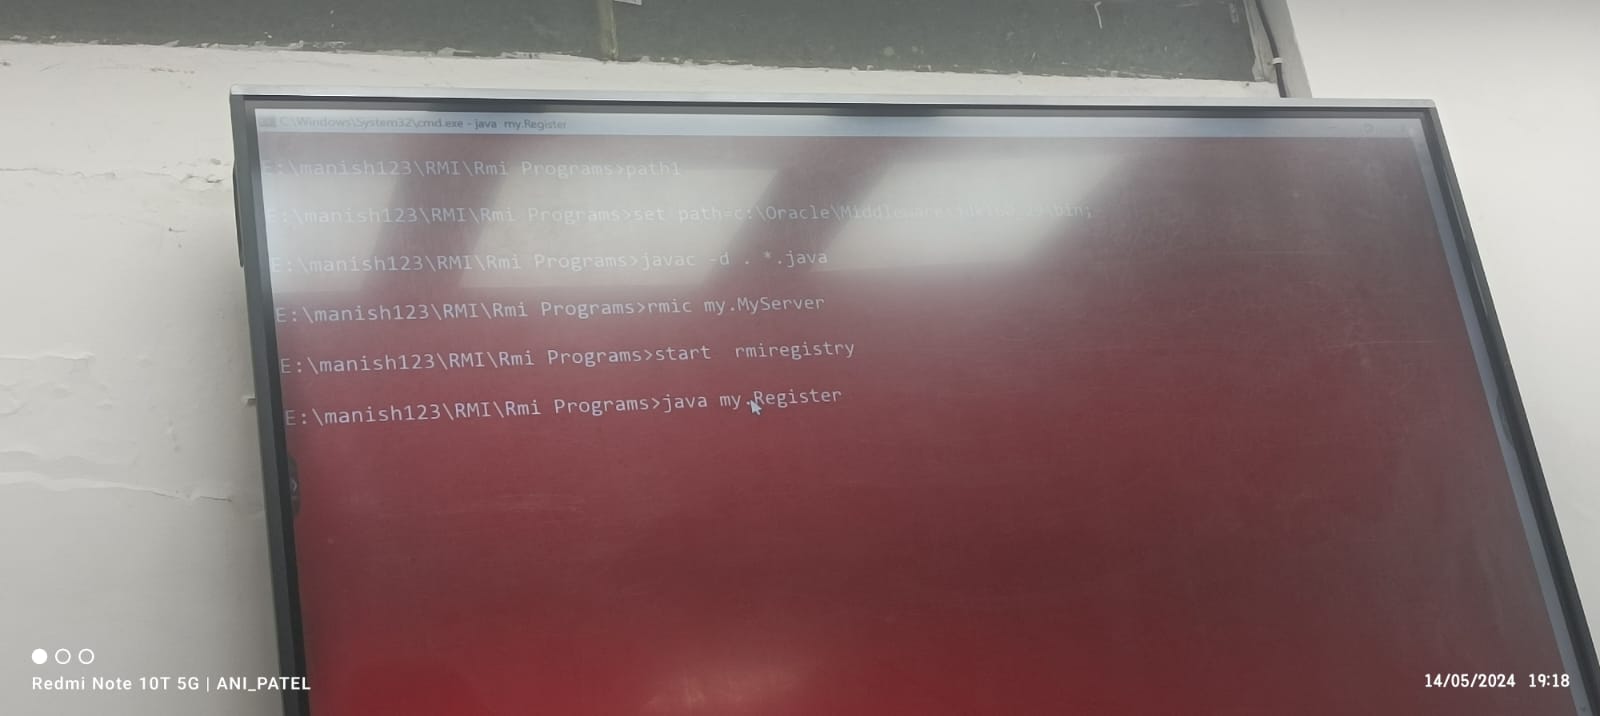 C:\Windows\System32\cmd.exe - java my.Register
E:\manish123\RMI\Rmi Programs>path1
E:\manish123\RMI\Rmi Programs>set path=c:\Oracle\Middleware\ \bin;
E:\manish123\RMI\Rmi Programs>javac -d . *.java
E:\manish123\RMI\Rmi Programs>rmic my.MyServer
E:\manish123\RMI\Rmi Programs>start  rmiregistry
E:\manish123\RMI\Rmi Programs>java my.Register
Redmi Note 10T 5G | ANI_PATEL
14/05/2024 19:18